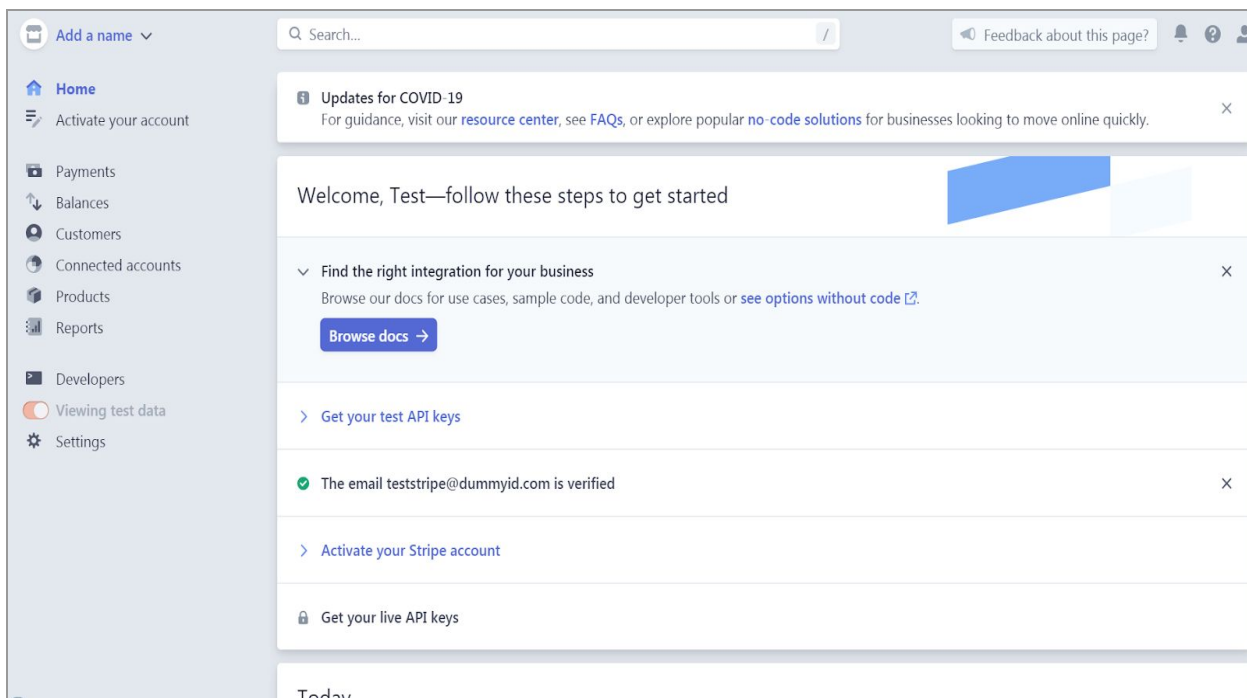 Add a name
Search...
/
Feedback about this page?
Home
Activate your account
Payments
Balances
Customers
Connected accounts
Products
Reports
Developers
Viewing test data
Settings
Updates for COVID-19
For guidance, visit our resource center, see FAQs, or explore popular no-code solutions for businesses looking to move online quickly.
Welcome, Test—follow these steps to get started
Find the right integration for your business
Browse our docs for use cases, sample code, and developer tools or see options without code.
Browse docs →
Get your test API keys
The email teststripe@dummyid.com is verified
Activate your Stripe account
Get your live API keys
Today